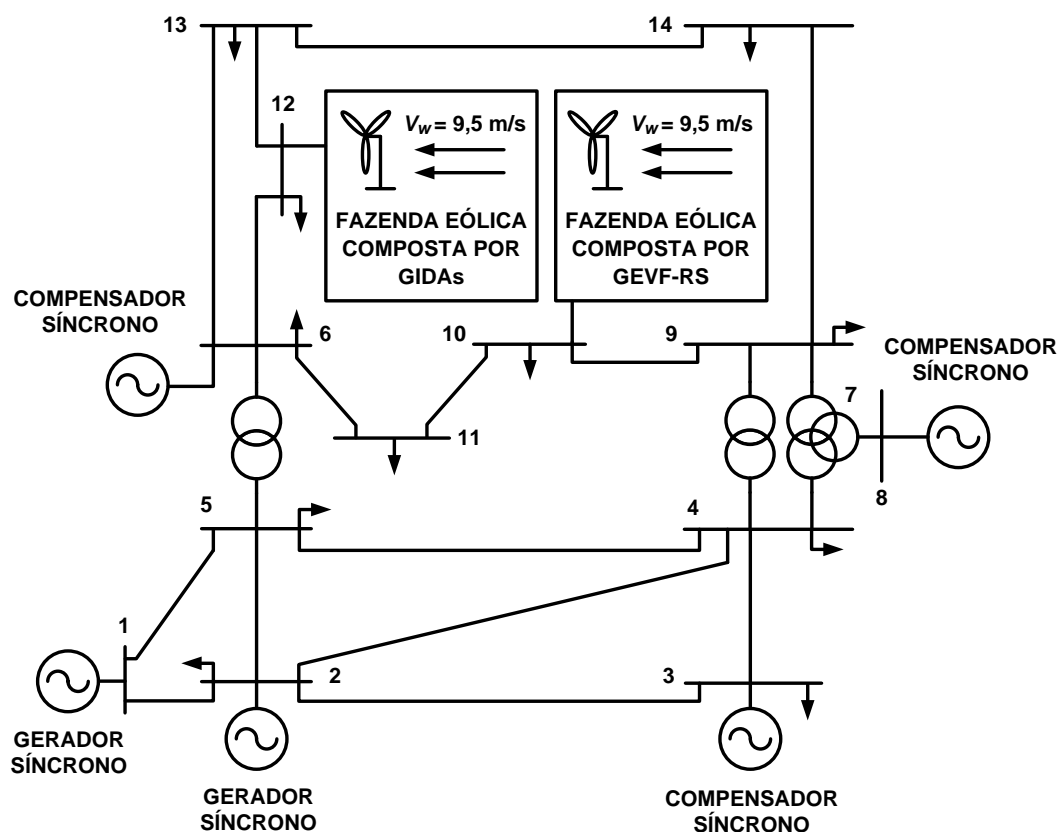 13
14
12
V_w = 9,5 m/s
FAZENDA EÓLICA
COMPOSTA POR
GIDAs
V_w = 9,5 m/s
FAZENDA EÓLICA
COMPOSTA POR
GEVF-RS
COMPENSADOR
SÍNCRONO
6
10
9
COMPENSADOR
SÍNCRONO
7
11
8
5
4
1
2
3
GERADOR
SÍNCRONO
GERADOR
SÍNCRONO
COMPENSADOR
SÍNCRONO